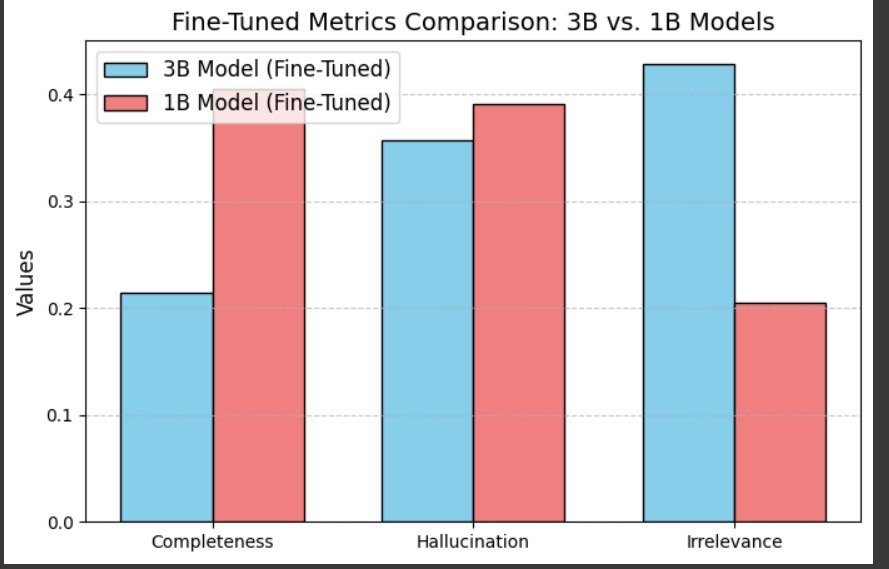 Fine-Tuned Metrics Comparison: 3B vs. 1B Models
3B Model (Fine-Tuned)
1B Model (Fine-Tuned)
Values
0.4
0.3
0.2
0.1
0.0
Completeness
Hallucination
Irrelevance